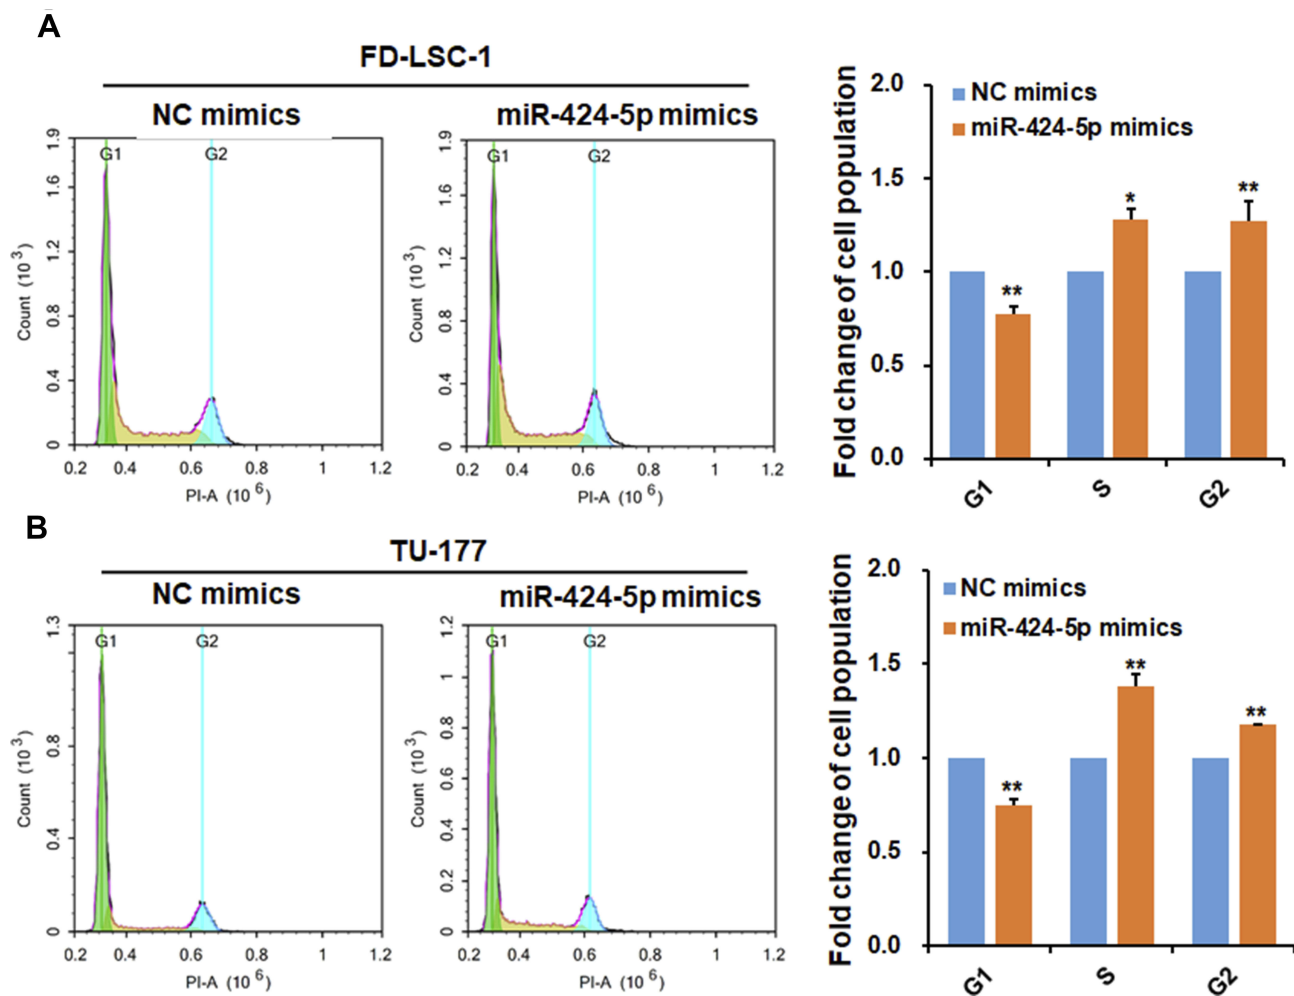 A
FD-LSC-1
NC mimics
miR-424-5p mimics
G1
G2
1.9
1.6
1.2
0.8
0.4
0
Count (10 3)
0.2
0.4
0.6
0.8
1
1.2
PI-A (10 6)
G1
G2
1.9
1.6
1.2
0.8
0.4
0
Count (10 3)
0.2
0.4
0.6
0.8
1
1.2
PI-A (10 6)
Fold change of cell population
2.0
1.5
1.0
0.5
0.0
NC mimics
miR-424-5p mimics
**
*
**
G1
S
G2
B
TU-177
NC mimics
miR-424-5p mimics
G1
G2
1.3
0.8
0.4
0
Count (10 3)
0.2
0.4
0.6
0.8
1
1.2
PI-A (10 6)
G1
G2
1.2
1
0.8
0.6
0.4
0.2
0
Count (10 3)
0.2
0.4
0.6
0.8
1
1.2
PI-A (10 6)
Fold change of cell population
2.0
1.5
1.0
0.5
0.0
NC mimics
miR-424-5p mimics
**
**
**
G1
S
G2